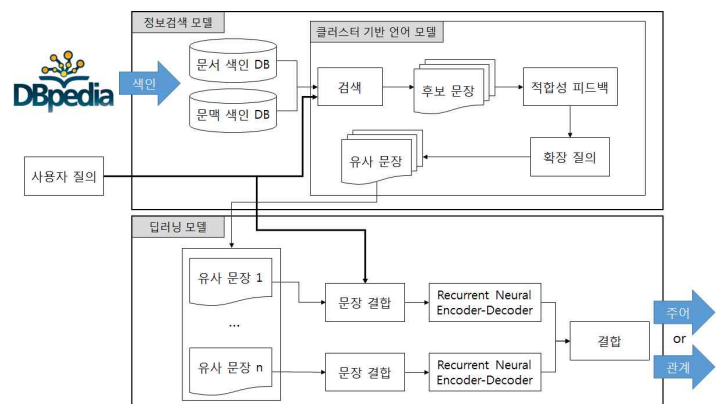 정보검색 모델
클러스터 기반 언어 모델
DBpedia
색인
문서 색인 DB
문맥 색인 DB
검색
후보 문장
적합성 피드백
유사 문장
확장 질의
사용자 질의
딥러닝 모델
유사 문장 1
...
유사 문장 n
문장 결합
Recurrent Neural
Encoder-Decoder
문장 결합
Recurrent Neural
Encoder-Decoder
결합
주어
or
관계